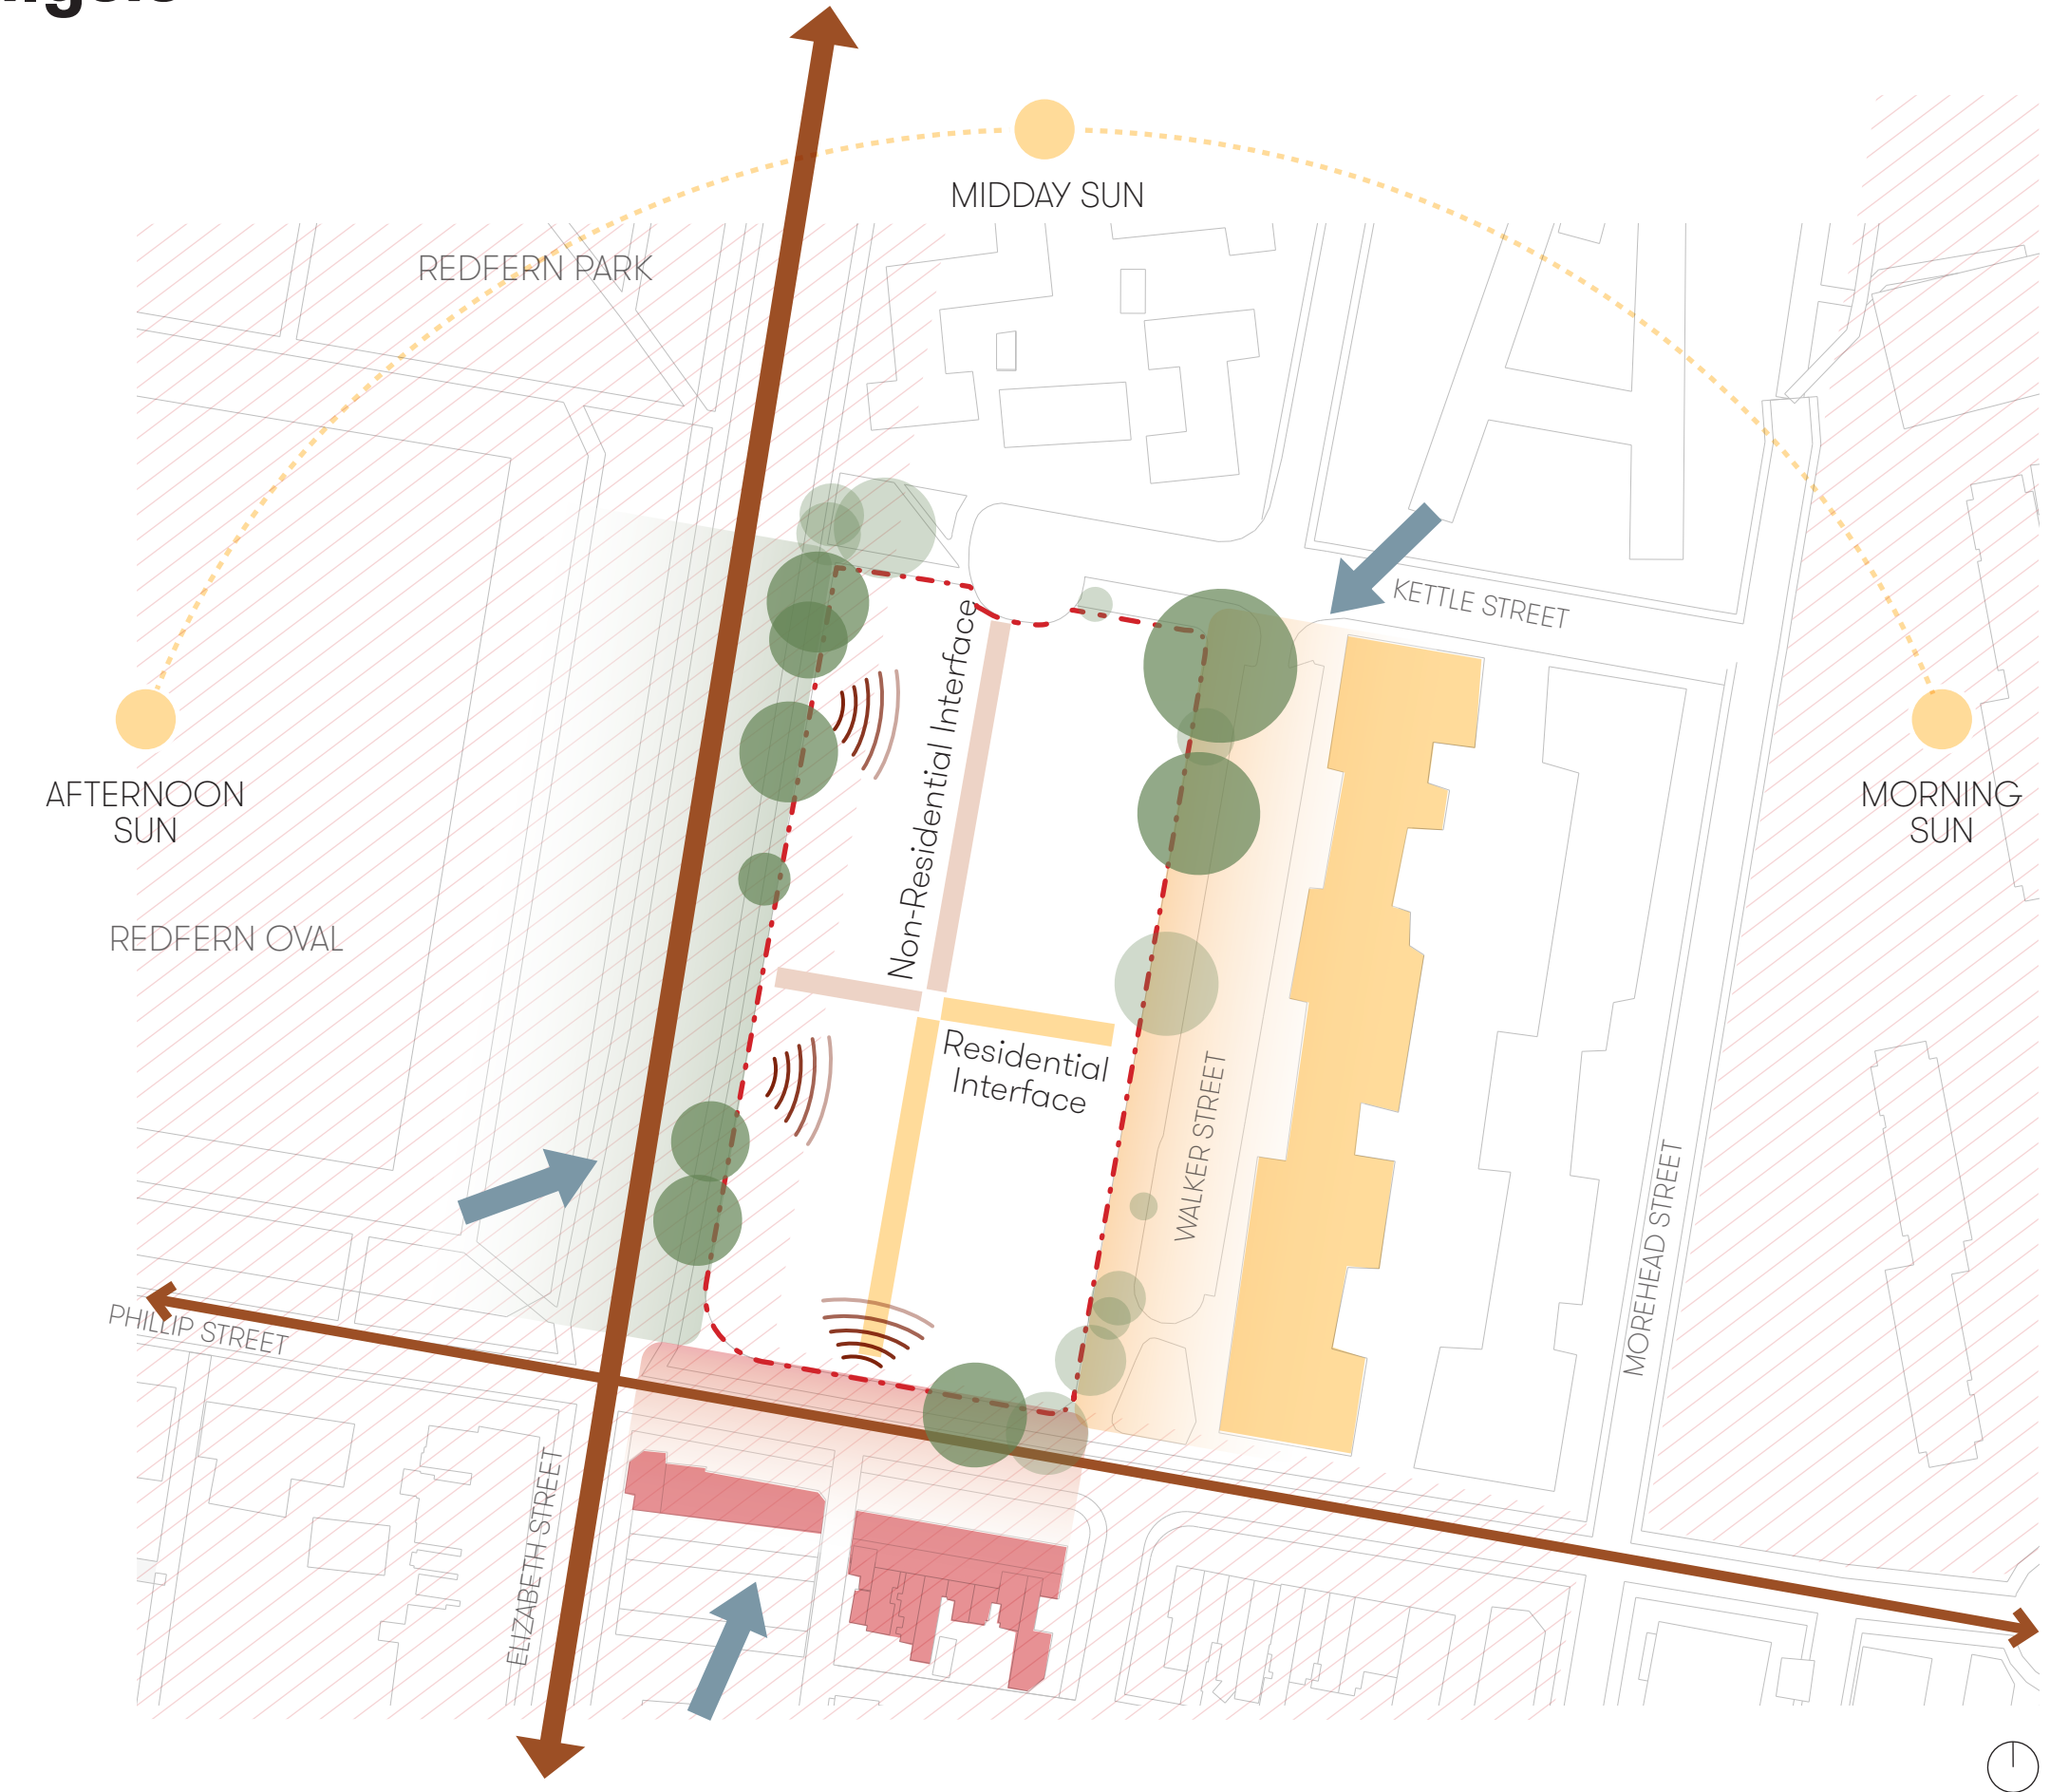 MIDDAY SUN
REDFERN PARK
KETTLE STREET
Non-Residential Interface
AFTERNOON
SUN
MORNING
SUN
REDFERN OVAL
Residential
Interface
WALKER STREET
MOREHEAD STREET
PHILLIP STREET
ELIZABETH STREET